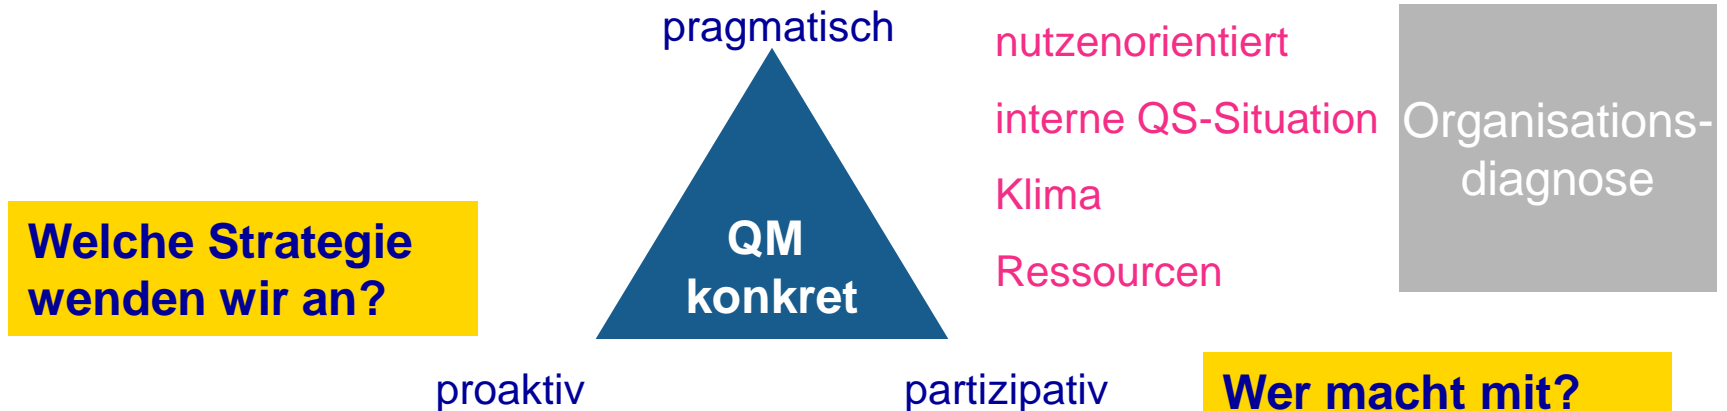 pragmatisch
nutzenorientiert
interne QS-Situation
Klima
Ressourcen
Organisations-
diagnose
Welche Strategie
wenden wir an?
QM
konkret
proaktiv
partizipativ
Wer macht mit?